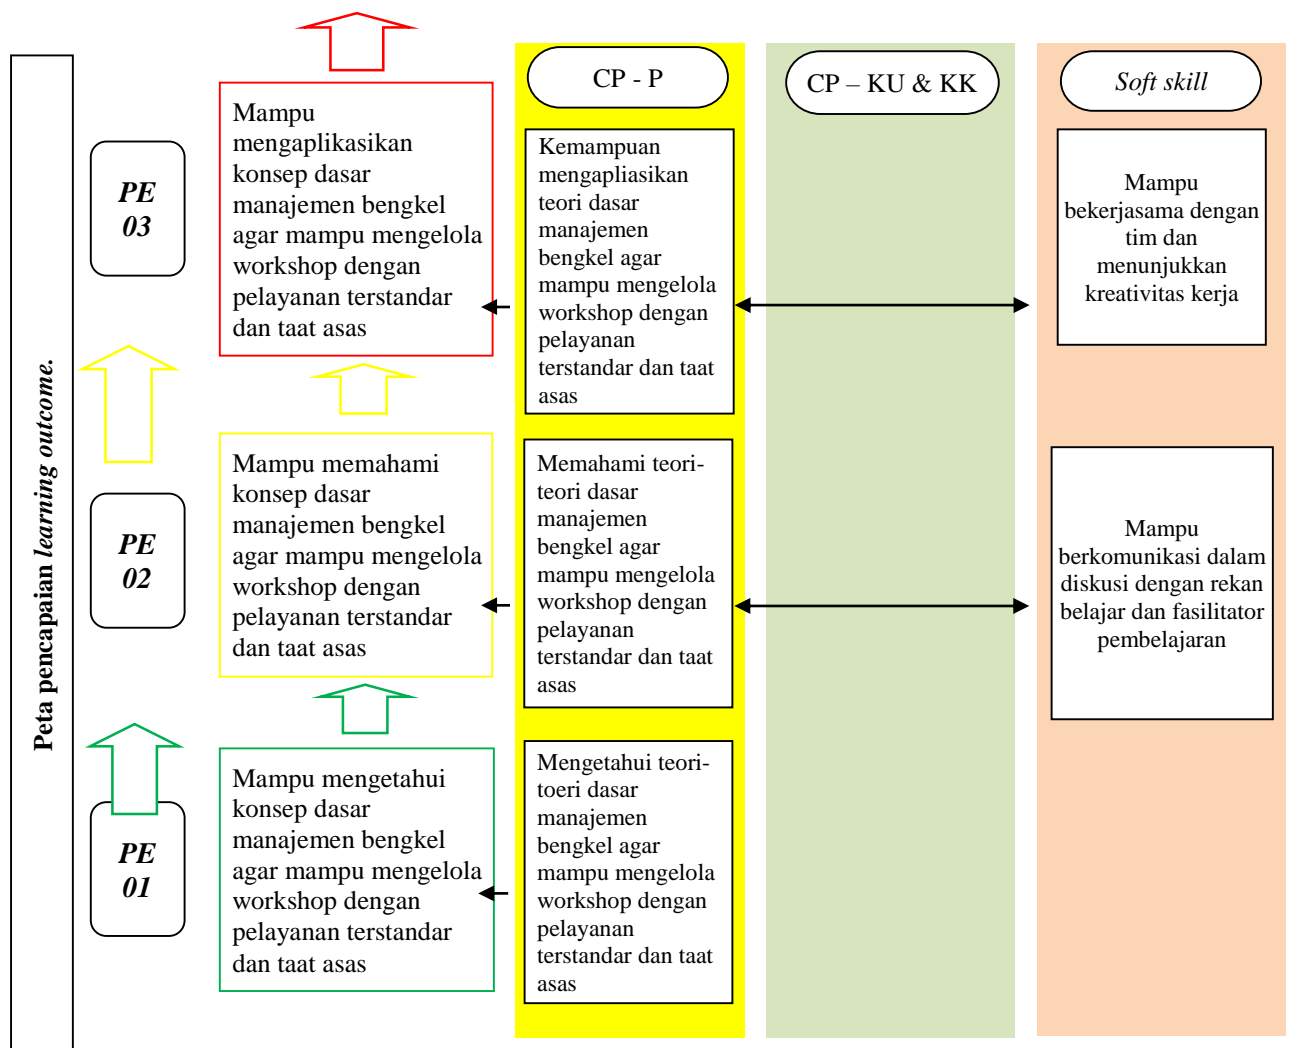 Peta pencapaian learning outcome.
CP - P
CP – KU & KK
Soft skill
PE
03
Mampu
mengaplikasikan
konsep dasar
manajemen bengkel
agar mampu mengelola
workshop dengan
pelayanan terstandar
dan taat asas
Kemampuan
mengapliasikan
teori dasar
manajemen
bengkel agar
mampu mengelola
workshop dengan
pelayanan
terstandar dan taat
asas
Mampu
bekerjasama dengan
tim dan
menunjukkan
kreativitas kerja
PE
02
Mampu memahami
konsep dasar
manajemen bengkel
agar mampu mengelola
workshop dengan
pelayanan terstandar
dan taat asas
Memahami teori-
teori dasar
manajemen
bengkel agar
mampu mengelola
workshop dengan
pelayanan
terstandar dan taat
asas
Mampu
berkomunikasi dalam
diskusi dengan rekan
belajar dan fasilitator
pembelajaran
PE
01
Mampu mengetahui
konsep dasar
manajemen bengkel
agar mampu mengelola
workshop dengan
pelayanan terstandar
dan taat asas
Mengetahui teori-
toeri dasar
manajemen
bengkel agar
mampu mengelola
workshop dengan
pelayanan
terstandar dan taat
asas